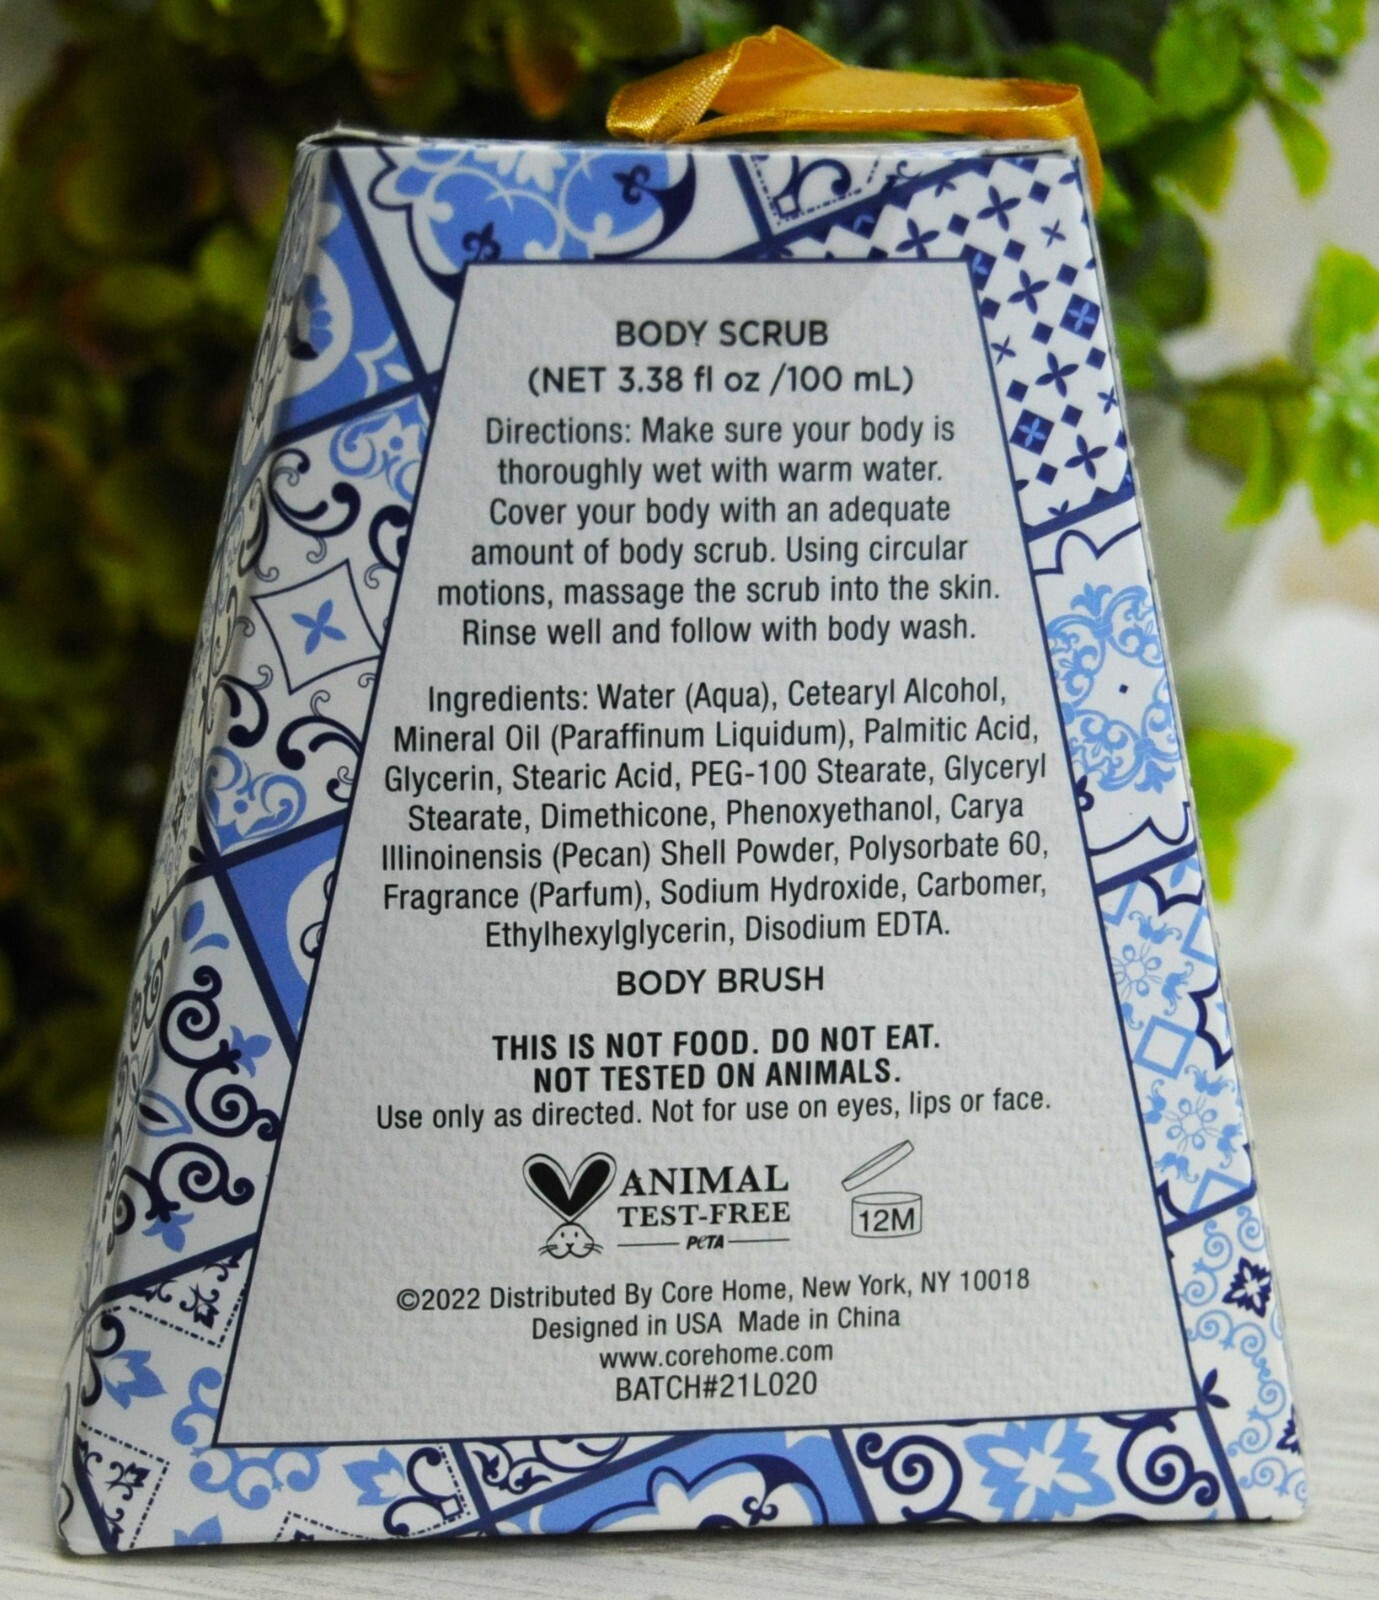 BODY SCRUB
(NET 3.38 fl oz /100 mL)
Directions: Make sure your body is
thoroughly wet with warm water.
Cover your body with an adequate
amount of body scrub. Using circular
motions, massage the scrub into the skin.
Rinse well and follow with body wash.
Ingredients: Water (Aqua), Cetearyl Alcohol,
Mineral Oil (Paraffinum Liquidum), Palmitic Acid,
Glycerin, Stearic Acid, PEG-100 Stearate, Glyceryl
Stearate, Dimethicone, Phenoxyethanol, Carya
Illinoinensis (Pecan) Shell Powder, Polysorbate 60,
Fragrance (Parfum), Sodium Hydroxide, Carbomer,
Ethylhexylglycerin, Disodium EDTA.
BODY BRUSH
THIS IS NOT FOOD. DO NOT EAT.
NOT TESTED ON ANIMALS.
Use only as directed. Not for use on eyes, lips or face.
ANIMAL
TEST-FREE
PeTA
12M
©2022 Distributed By Core Home, New York, NY 10018
Designed in USA Made in China
www.corehome.com
BATCH#21L020